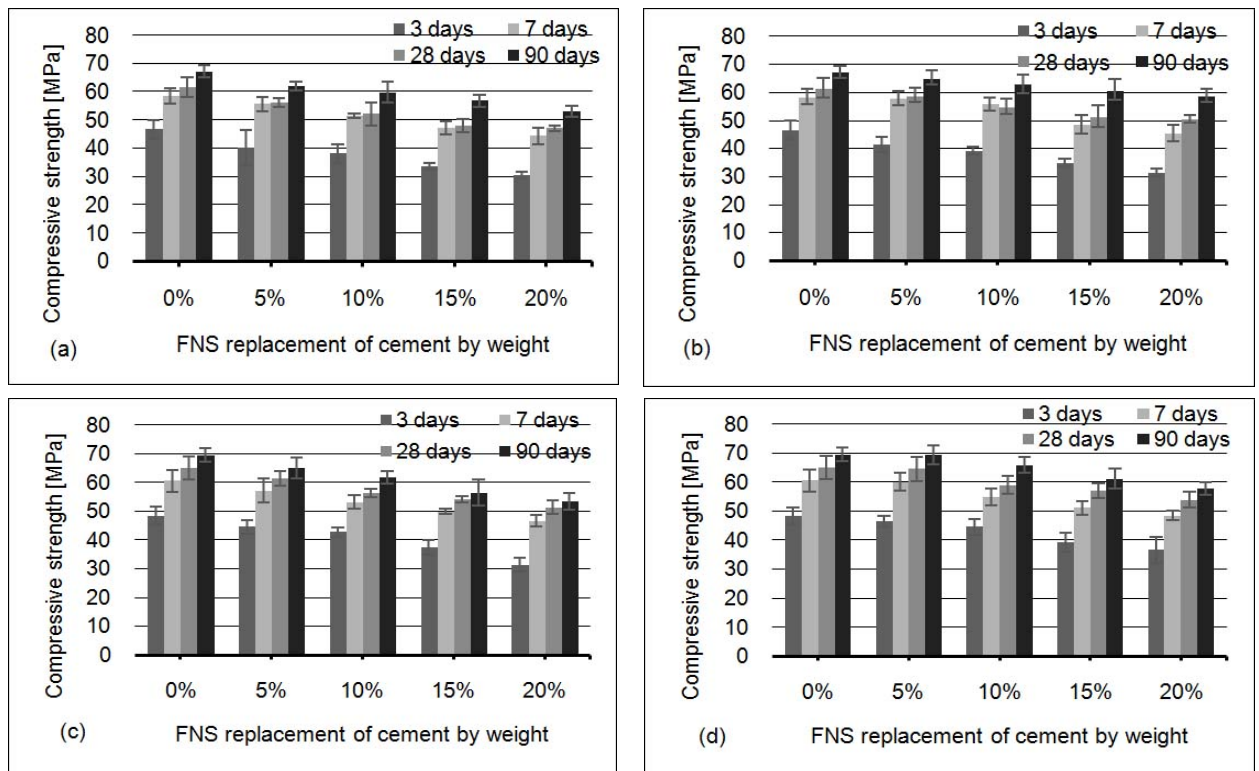 3 days 7 days
28 days 90 days
Compressive strength [MPa]
80
70
60
50
40
30
20
10
0
0% 5% 10% 15% 20%
FNS replacement of cement by weight
(a)
3 days 7 days
28 days 90 days
Compressive strength [MPa]
80
70
60
50
40
30
20
10
0
0% 5% 10% 15% 20%
FNS replacement of cement by weight
(b)
3 days 7 days
28 days 90 days
Compressive strength [MPa]
80
70
60
50
40
30
20
10
0
0% 5% 10% 15% 20%
FNS replacement of cement by weight
(c)
3 days 7 days
28 days 90 days
Compressive strength [MPa]
80
70
60
50
40
30
20
10
0
0% 5% 10% 15% 20%
FNS replacement of cement by weight
(d)